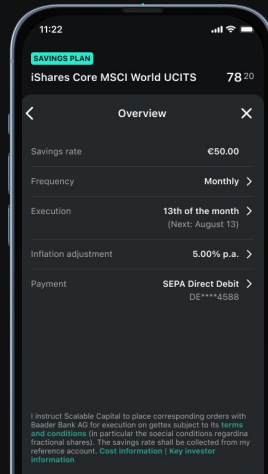 11:22
SAVINGS PLAN
iShares Core MSCI World UCITS 78 20
Overview
Savings rate €50.00
Frequency Monthly
Execution 13th of the month
(Next: August 13)
Inflation adjustment 5.00% p.a.
Payment SEPA Direct Debit
DE****4588
I instruct Scalable Capital to place corresponding orders with
Baader Bank AG for execution on gettex subject to its terms
and conditions (in particular the special conditions regarding
fractional shares). The savings rate shall be collected from my
reference account. Cost information | Key investor
information